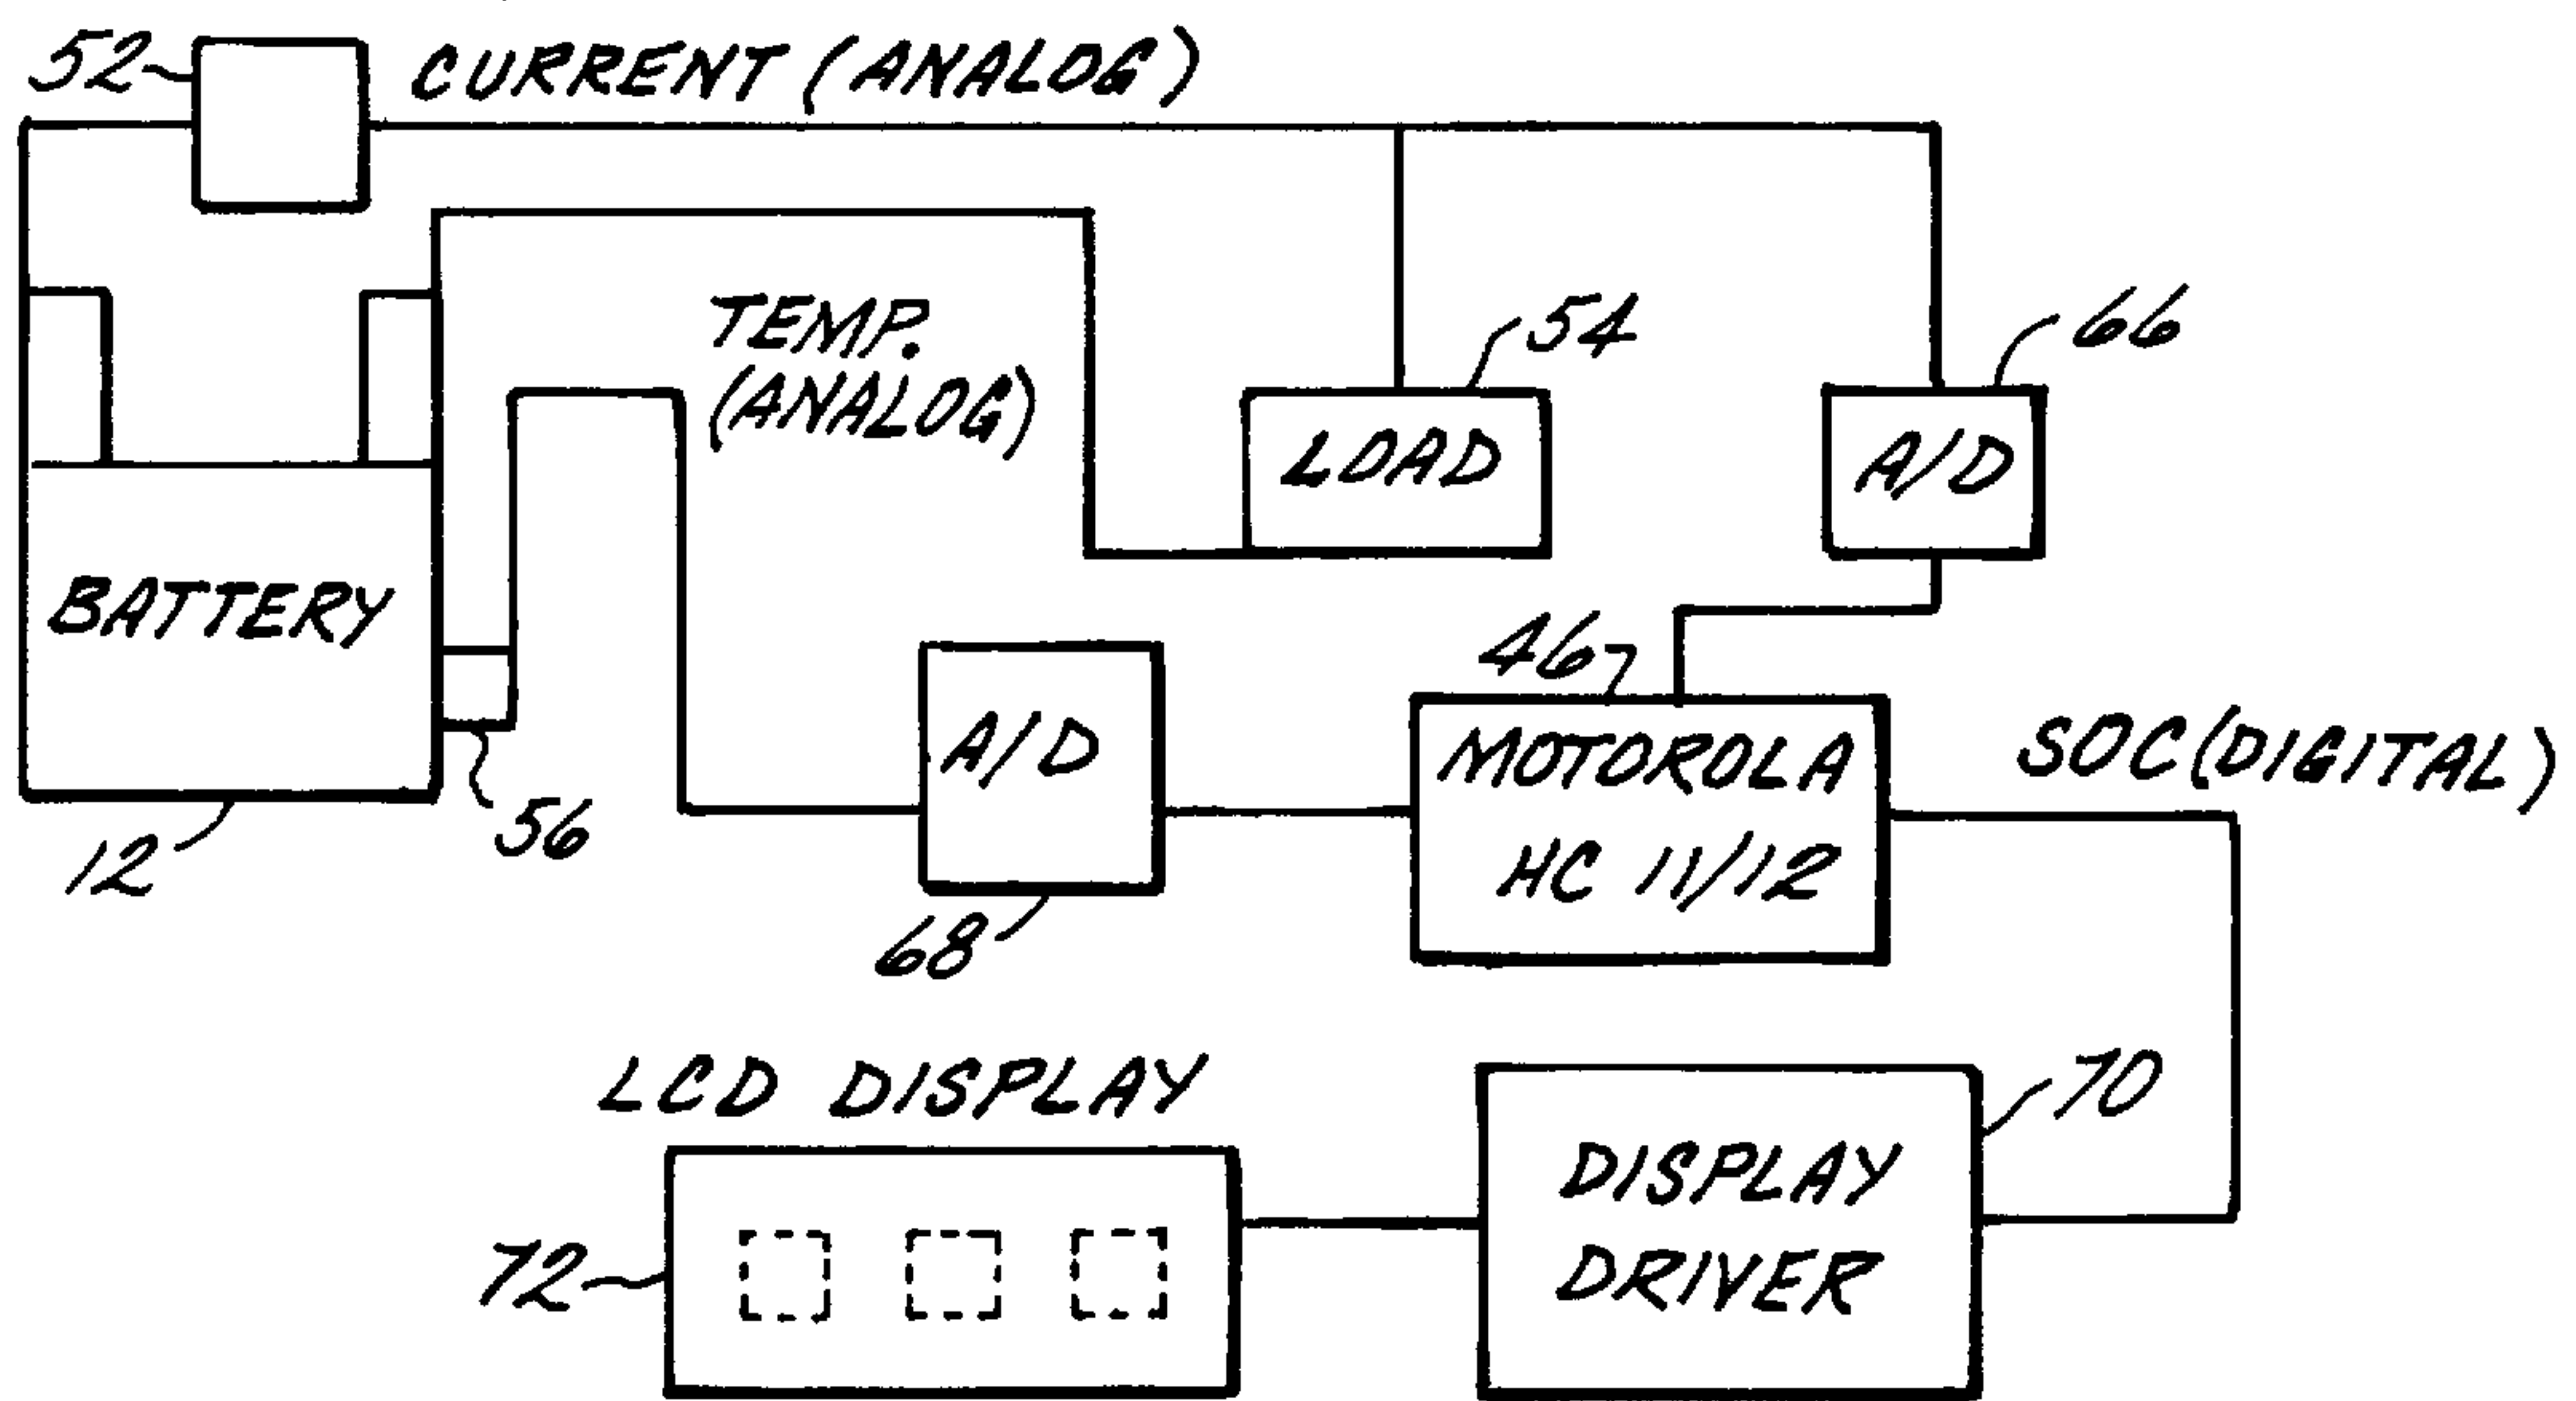 52
CURRENT (ANALOG)
TEMP.
(ANALOG)
54
66
LOAD
A/D
BATTERY
46
A/D
MOTOROLA
HC 11/12
SOC (DIGITAL)
56
12
68
LCD DISPLAY
70
DISPLAY
DRIVER
72